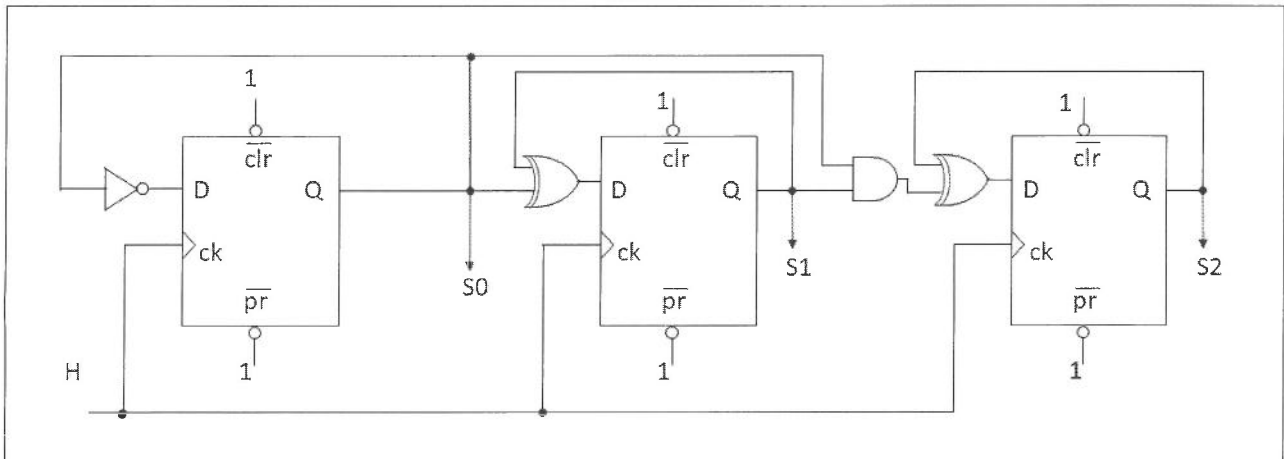 1 1 1
clr clr clr
D Q D Q D Q
ck ck ck
S0 S1 S2
pr pr pr
1 1 1
H